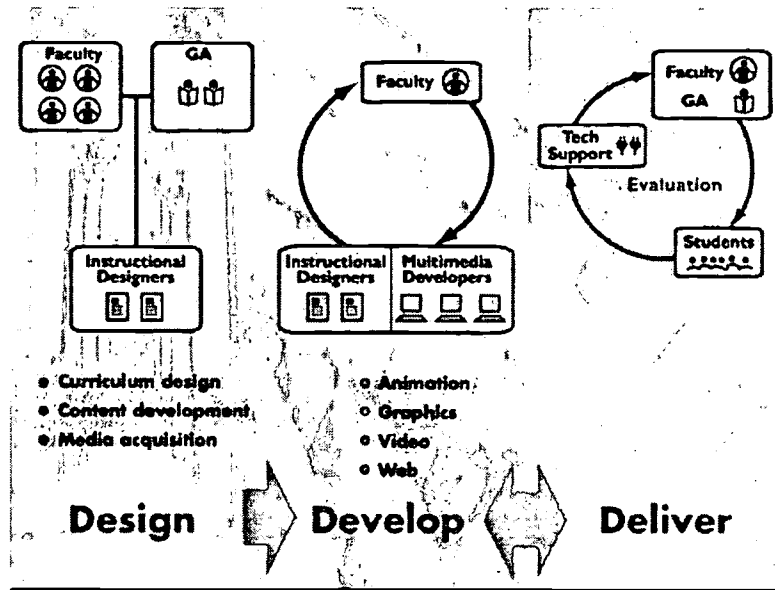 Faculty
GA
Instructional
Designers
• Curriculum design
• Content development
• Media acquisition
Design
Faculty
Instructional
Designers
Multimedia
Developers
• Animation
• Graphics
• Video
• Web
Develop
Faculty
GA
Tech
Support
Evaluation
Students
Deliver